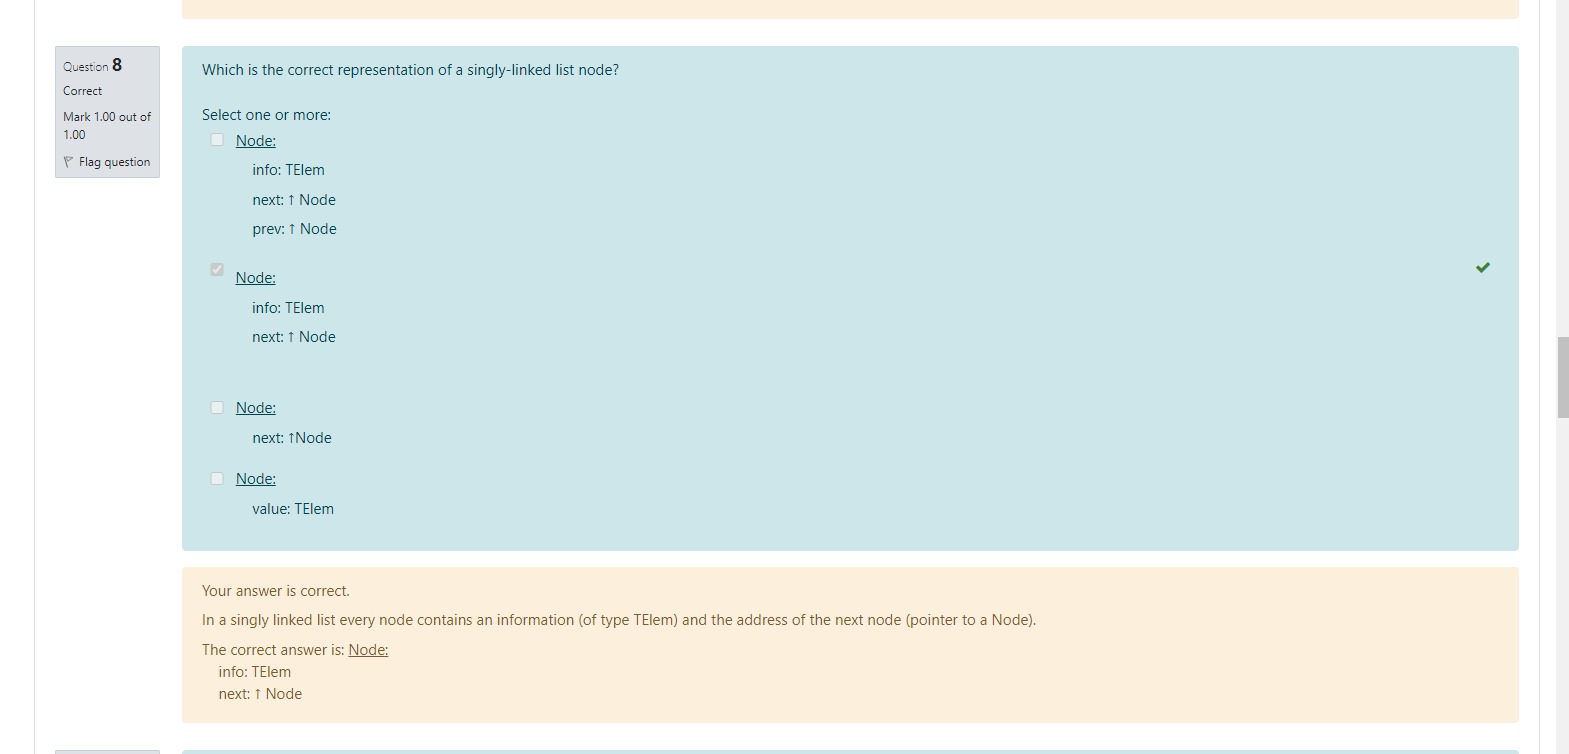 Question 8
Correct
Mark 1.00 out of
1.00
Flag question
Which is the correct representation of a singly-linked list node?
Select one or more:
Node:
info: TElem
next: ↑ Node
prev: ↑ Node
Node:
info: TElem
next: ↑ Node
Node:
next: ↑Node
Node:
value: TElem
Your answer is correct.
In a singly linked list every node contains an information (of type TElem) and the address of the next node (pointer to a Node).
The correct answer is: Node:
info: TElem
next: ↑ Node